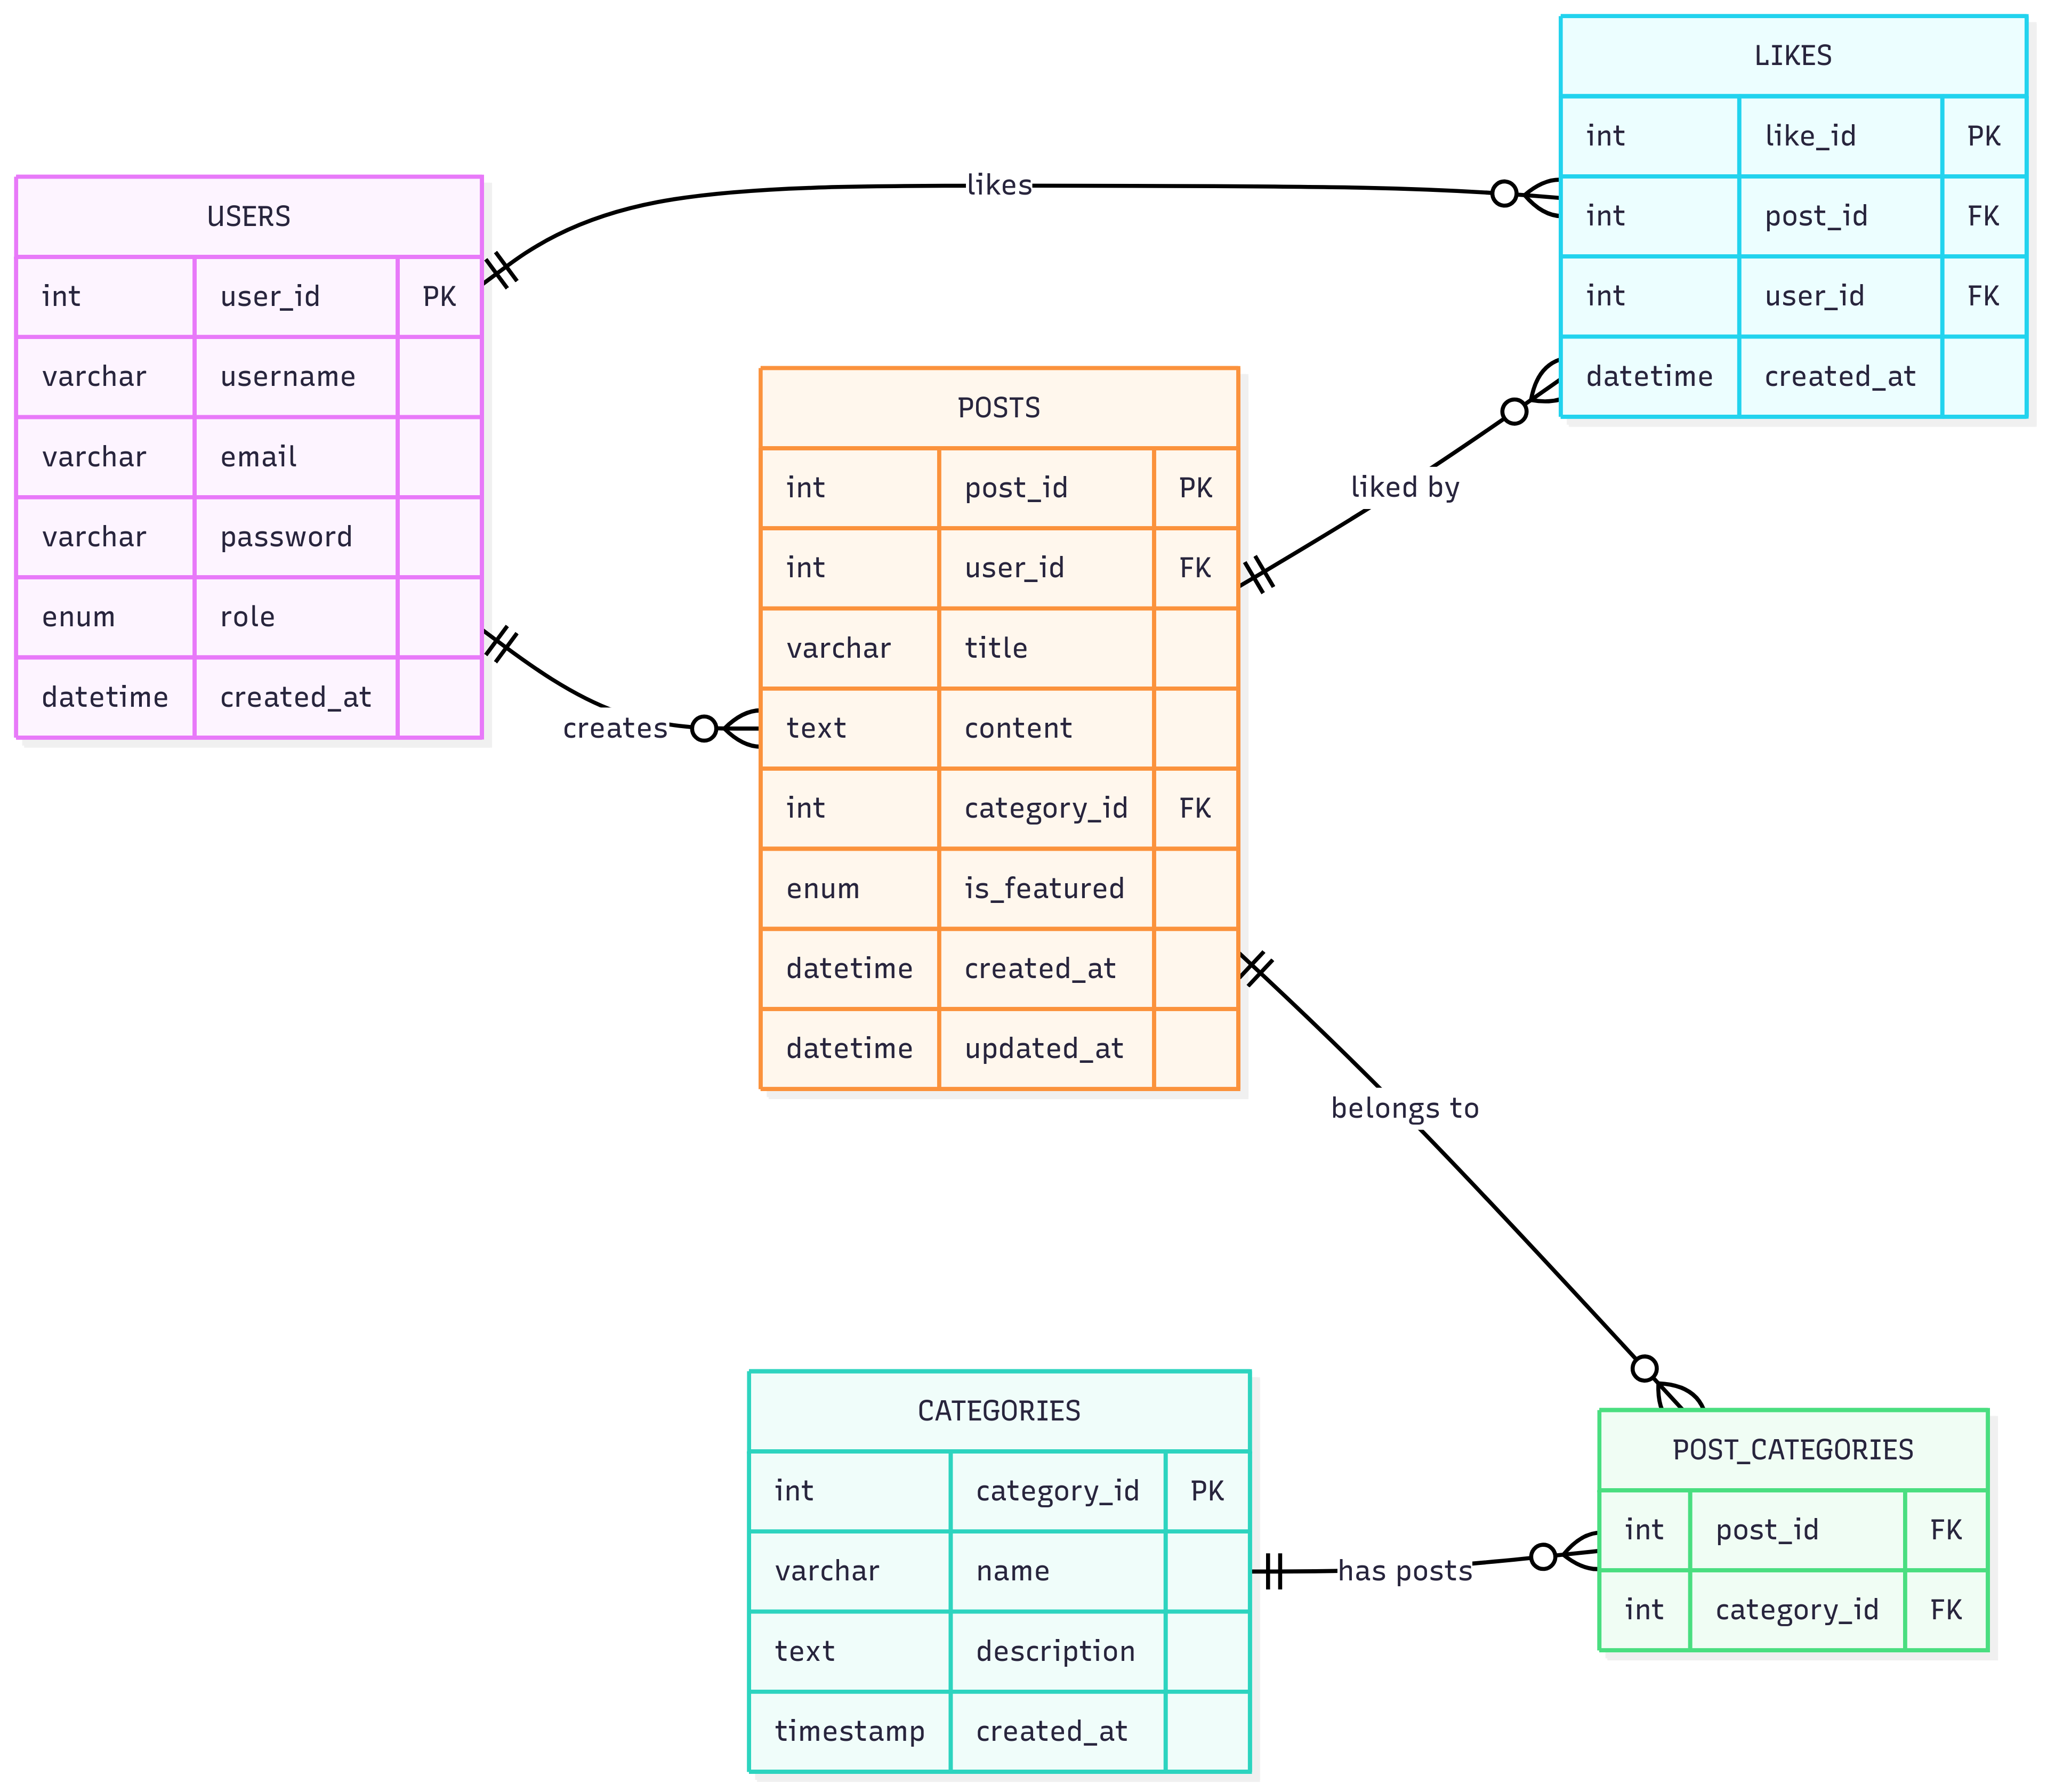 LIKES
int like_id PK
int post_id FK
int user_id FK
datetime created_at
likes
USERS
int user_id PK
varchar username
varchar email
varchar password
enum role
datetime created_at
POSTS
int post_id PK
int user_id FK
varchar title
text content
int category_id FK
enum is_featured
datetime created_at
datetime updated_at
liked by
creates
belongs to
CATEGORIES
int category_id PK
varchar name
text description
timestamp created_at
has posts
POST_CATEGORIES
int post_id FK
int category_id FK